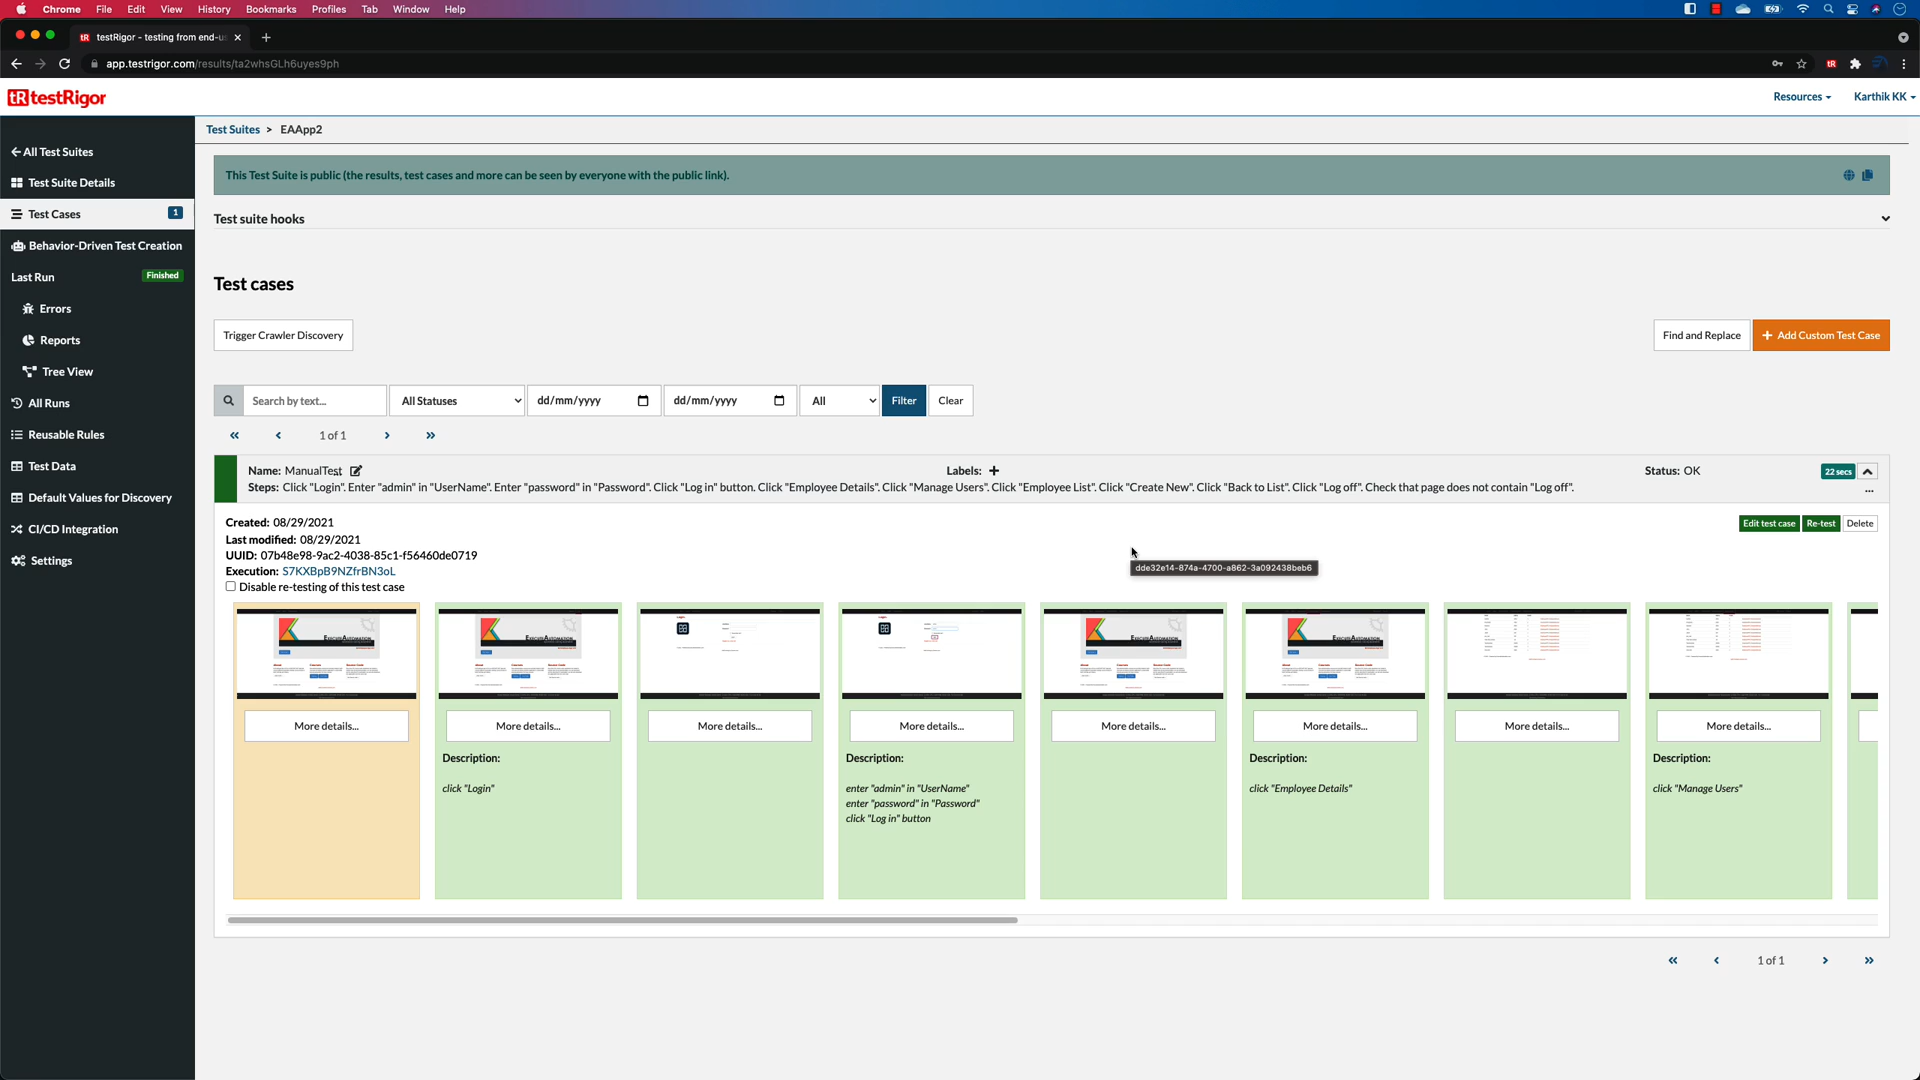 Chrome File Edit View History Bookmarks Profiles Tab Window Help
tR testRigor - testing from end-u
app.testrigor.com/results/ta2whsGLh6uyes9ph
tR
tR testRigor
Resources
Karthik KK
Test Suites > EAApp2
All Test Suites
Test Suite Details
Test Cases 1
Behavior-Driven Test Creation
Last Run Finished
Errors
Reports
Tree View
All Runs
Reusable Rules
Test Data
Default Values for Discovery
CI/CD Integration
Settings
This Test Suite is public (the results, test cases and more can be seen by everyone with the public link).
Test suite hooks
Test cases
Trigger Crawler Discovery
Find and Replace
+ Add Custom Test Case
Search by text...
All Statuses
dd/mm/yyyy
dd/mm/yyyy
All
Filter
Clear
« ‹ 1 of 1 › »
Name: ManualTest
Labels: +
Status: OK
22 secs
Steps: Click "Login". Enter "admin" in "UserName". Enter "password" in "Password". Click "Log in" button. Click "Employee Details". Click "Manage Users". Click "Employee List". Click "Create New". Click "Back to List". Click "Log off". Check that page does not contain "Log off".
...
Created: 08/29/2021
Last modified: 08/29/2021
UUID: 07b48e98-9ac2-4038-85c1-f56460de0719
Execution: S7KXBpB9NZfrBN3oL
Disable re-testing of this test case
Edit test case
Re-test
Delete
dde32e14-874a-4700-a862-3a092438beb6
EXECUTEAUTOMATION
EXECUTEAUTOMATION
EXECUTEAUTOMATION
EXECUTEAUTOMATION
More details...
More details...
More details...
More details...
More details...
More details...
More details...
More details...
Description:
click "Login"
Description:
enter "admin" in "UserName"
enter "password" in "Password"
click "Log in" button
Description:
click "Employee Details"
Description:
click "Manage Users"
« ‹ 1 of 1 › »